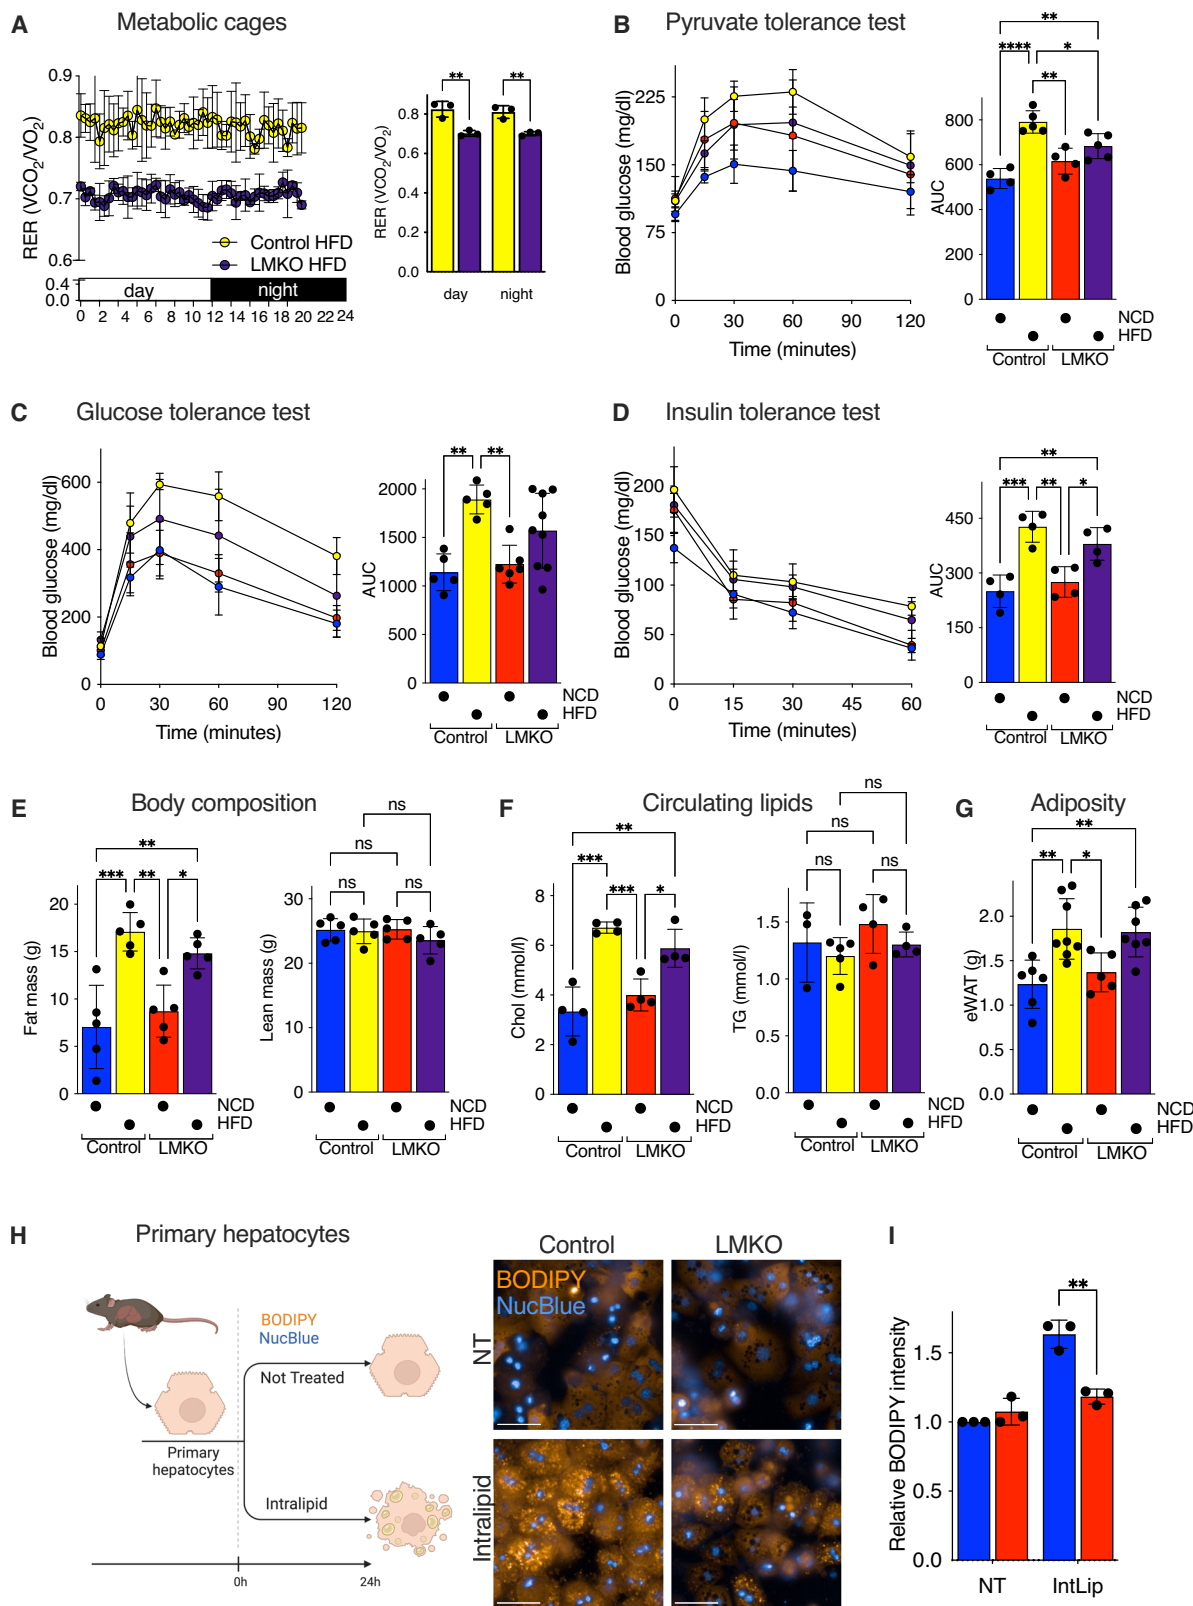 A Metabolic cages
RER (VCO2/VO2)
0.9
0.8
0.7
0.6
0.4
0.0
Control HFD
LMKO HFD
day night
0 2 4 6 8 10 12 14 16 18 20 22 24
RER (VCO2/VO2)
0.8
0.6
0.4
0.2
0.0
** **
day night
B Pyruvate tolerance test
Blood glucose (mg/dl)
225
150
75
0
0 30 60 90 120
Time (minutes)
AUC
800
600
400
200
0
**
**** *
**
NCD
HFD
Control LMKO
C Glucose tolerance test
Blood glucose (mg/dl)
600
400
200
0
0 30 60 90 120
Time (minutes)
AUC
2000
1500
1000
500
0
** **
NCD
HFD
Control LMKO
D Insulin tolerance test
Blood glucose (mg/dl)
200
150
100
50
0
0 15 30 45 60
Time (minutes)
AUC
450
300
150
0
**
*** ** *
NCD
HFD
Control LMKO
E Body composition
Fat mass (g)
20
15
10
5
0
**
*** ** *
Control LMKO
Lean mass (g)
30
20
10
0
ns
ns
ns ns
NCD
HFD
Control LMKO
F Circulating lipids
Chol (mmol/l)
8
6
4
2
0
**
***
*** *
Control LMKO
TG (mmol/l)
1.5
1.0
0.5
0.0
ns
ns
ns ns
NCD
HFD
Control LMKO
G Adiposity
eWAT (g)
2.0
1.5
1.0
0.5
0.0
**
** *
NCD
HFD
Control LMKO
H Primary hepatocytes
BODIPY
NucBlue
Not Treated
Primary
hepatocytes
Intralipid
0h 24h
Control LMKO
BODIPY
NucBlue
NT
Intralipid
I
Relative BODIPY intensity
1.5
1.0
0.5
0.0
**
NT IntLip